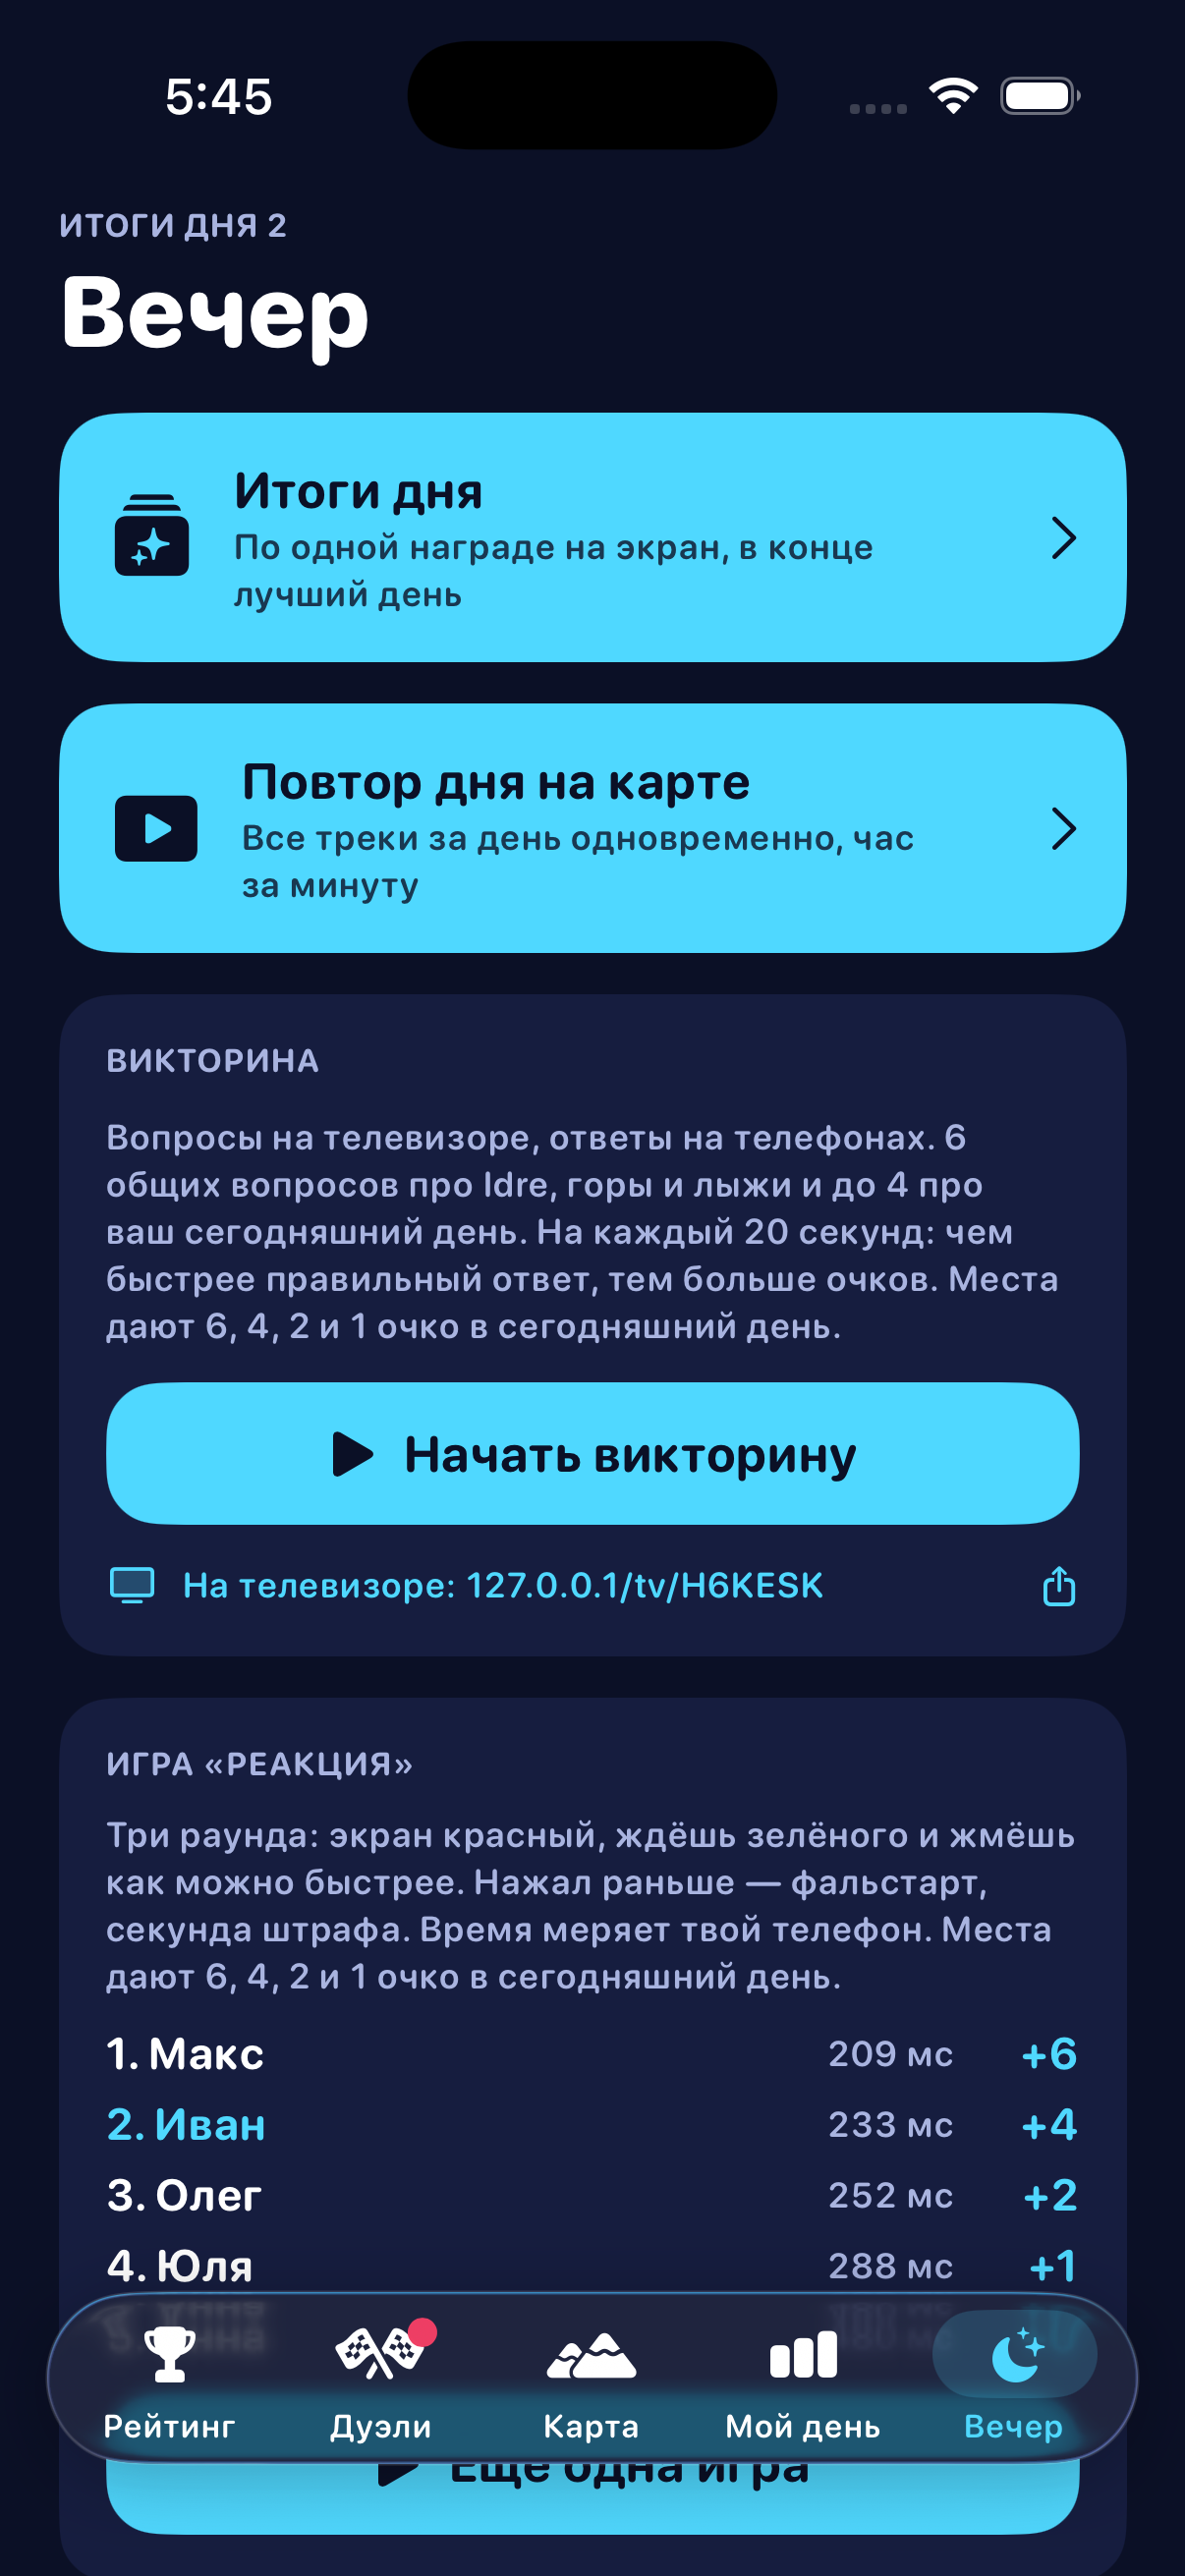 5:45
ИТОГИ ДНЯ 2
Вечер
Итоги дня
По одной награде на экран, в конце
лучший день
Повтор дня на карте
Все треки за день одновременно, час
за минуту
ВИКТОРИНА
Вопросы на телевизоре, ответы на телефонах. 6
общих вопросов про Idre, горы и лыжи и до 4 про
ваш сегодняшний день. На каждый 20 секунд: чем
быстрее правильный ответ, тем больше очков. Места
дают 6, 4, 2 и 1 очко в сегодняшний день.
Начать викторину
На телевизоре: 127.0.0.1/tv/H6KESK
ИГРА «РЕАКЦИЯ»
Три раунда: экран красный, ждёшь зелёного и жмёшь
как можно быстрее. Нажал раньше — фальстарт,
секунда штрафа. Время меряет твой телефон. Места
дают 6, 4, 2 и 1 очко в сегодняшний день.
1. Макс 209 мс +6
2. Иван 233 мс +4
3. Олег 252 мс +2
4. Юля 288 мс +1
Рейтинг Дуэли Карта Мой день Вечер
Еще одна игра